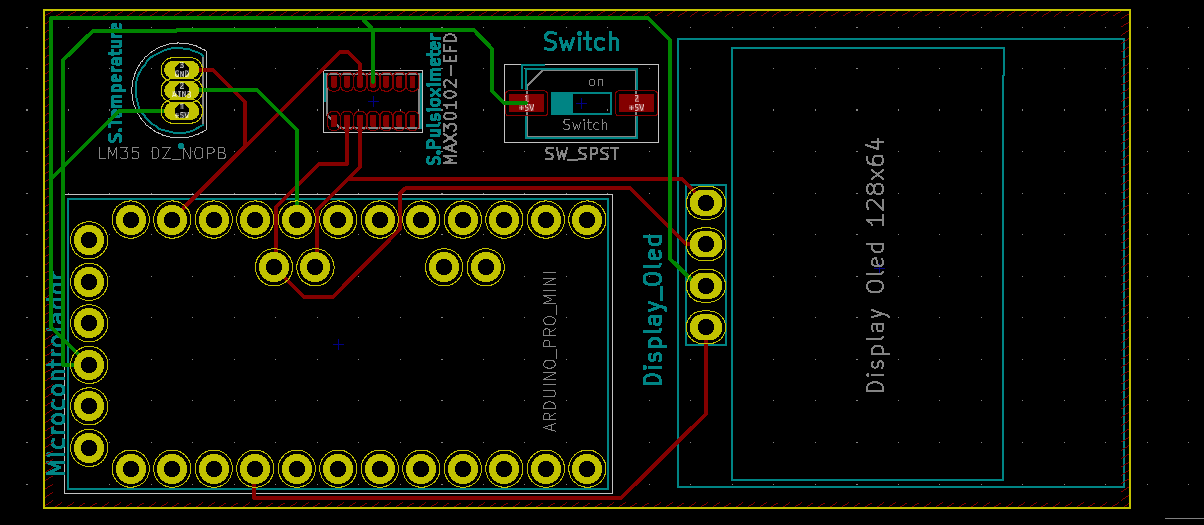 S.Temperature
GND
AIN0
+5V
LM35 DZ_NOPB
S.Pulsioximeter
MAX30102-EFD
Switch
on
1
+5V
2
+5V
Switch
SW_SPST
Microcontrolador
ARDUINO_PRO_MINI
Display_Oled
Display Oled 128x64